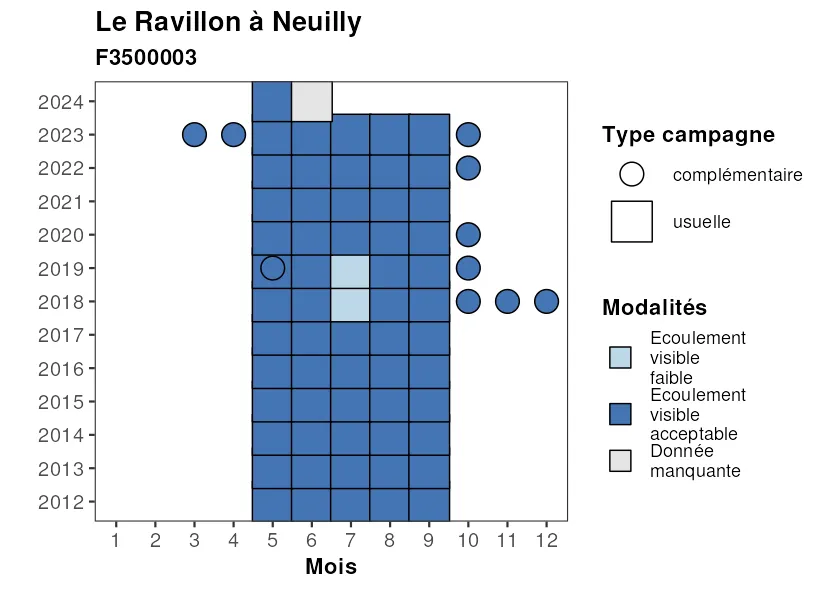 Le Ravillon à Neuilly
F3500003
2024
2023
2022
2021
2020
2019
2018
2017
2016
2015
2014
2013
2012
1 2 3 4 5 6 7 8 9 10 11 12
Mois
Type campagne
complémentaire
usuelle
Modalités
Ecoulement
visible
faible
Ecoulement
visible
acceptable
Donnée
manquante